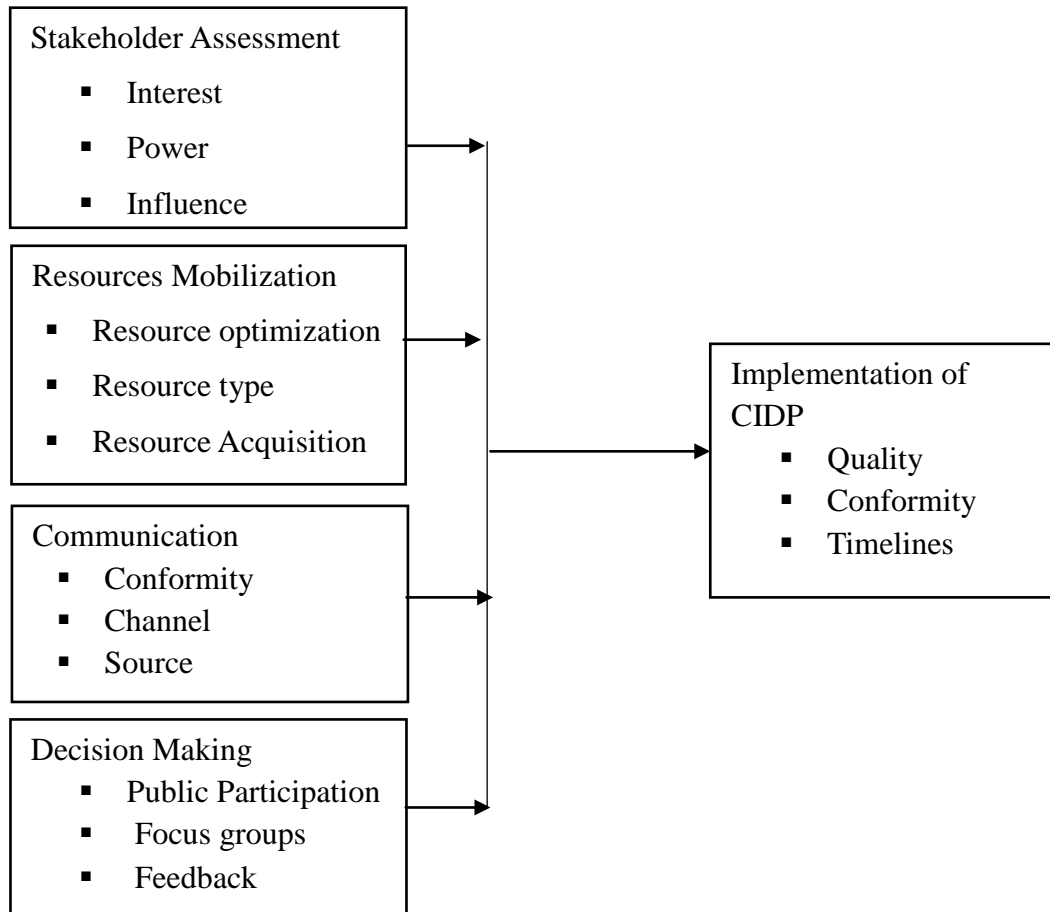 Stakeholder Assessment
▪ Interest
▪ Power
▪ Influence
Resources Mobilization
▪ Resource optimization
▪ Resource type
▪ Resource Acquisition
Communication
▪ Conformity
▪ Channel
▪ Source
Decision Making
▪ Public Participation
▪ Focus groups
▪ Feedback
Implementation of
CIDP
▪ Quality
▪ Conformity
▪ Timelines